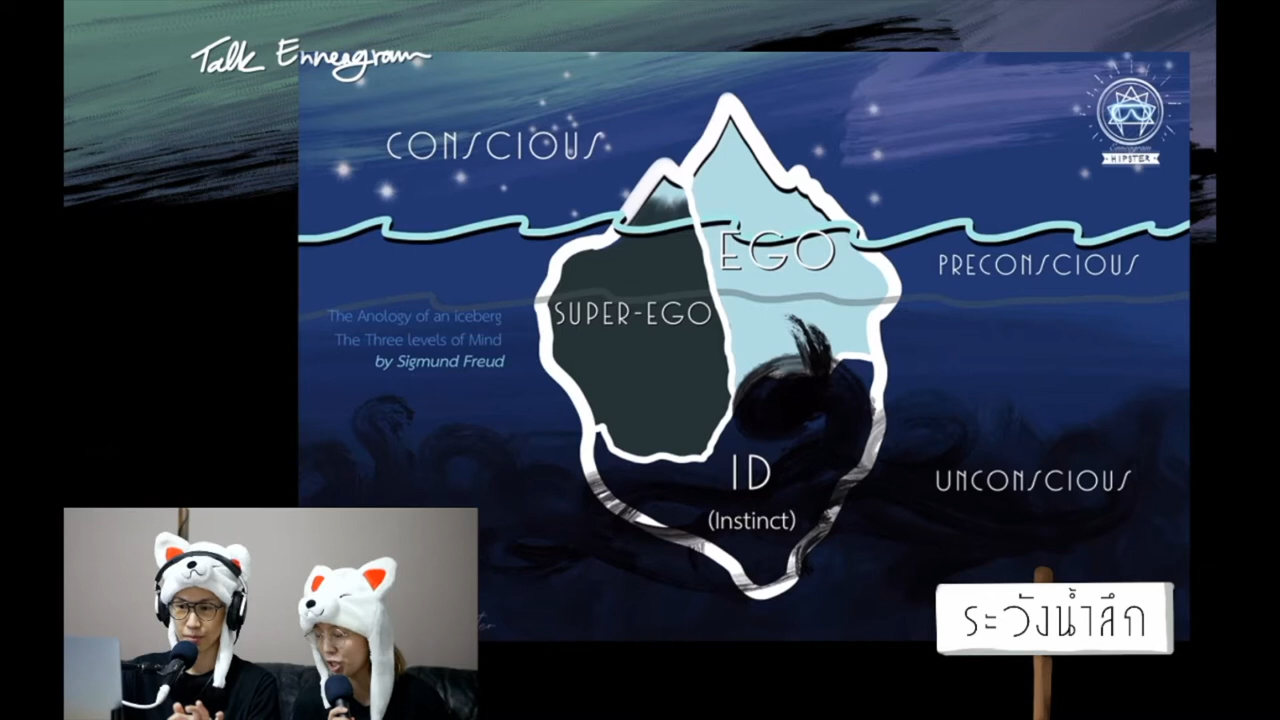 Talk Enneagram
CONSCIOUS
Enneagram
HIPSTER
EGO
PRECONSCIOUS
SUPER-EGO
The Anology of an iceberg
The Three levels of Mind
by Sigmund Freud
ID
(Instinct)
UNCONSCIOUS
ระวังน้ำลึก